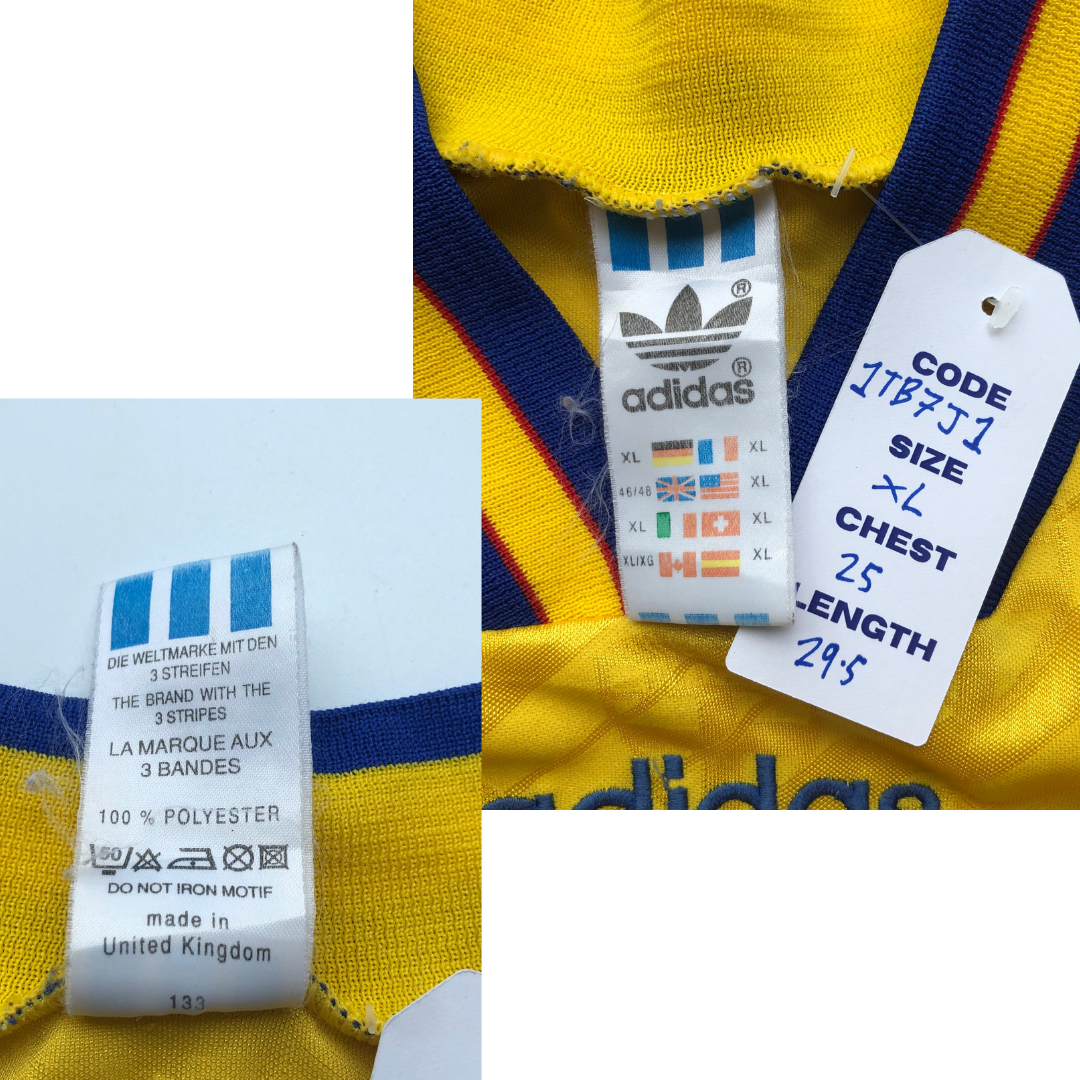 ®
®
adidas
XL XL
46/48 XL
XL XL
XL/XG XL
CODE
1TB7J1
SIZE
XL
CHEST
25
LENGTH
29.5
adidas
DIE WELTMARKE MIT DEN
3 STREIFEN
THE BRAND WITH THE
3 STRIPES
LA MARQUE AUX
3 BANDES
100 % POLYESTER
50
DO NOT IRON MOTIF
made in
United Kingdom
133